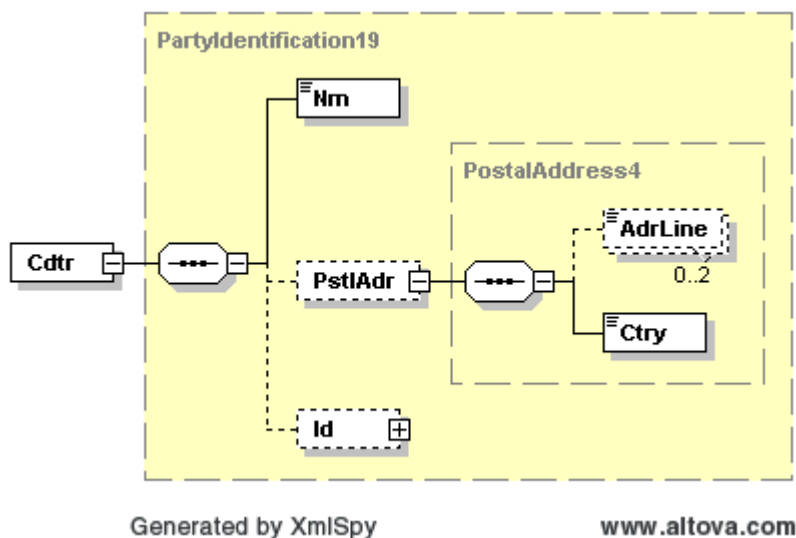 PartyIdentification19
Nm
PostalAddress4
AdrLine
0..2
Cdtr
PstlAdr
Ctry
Id
Generated by XmlSpy
www.altova.com